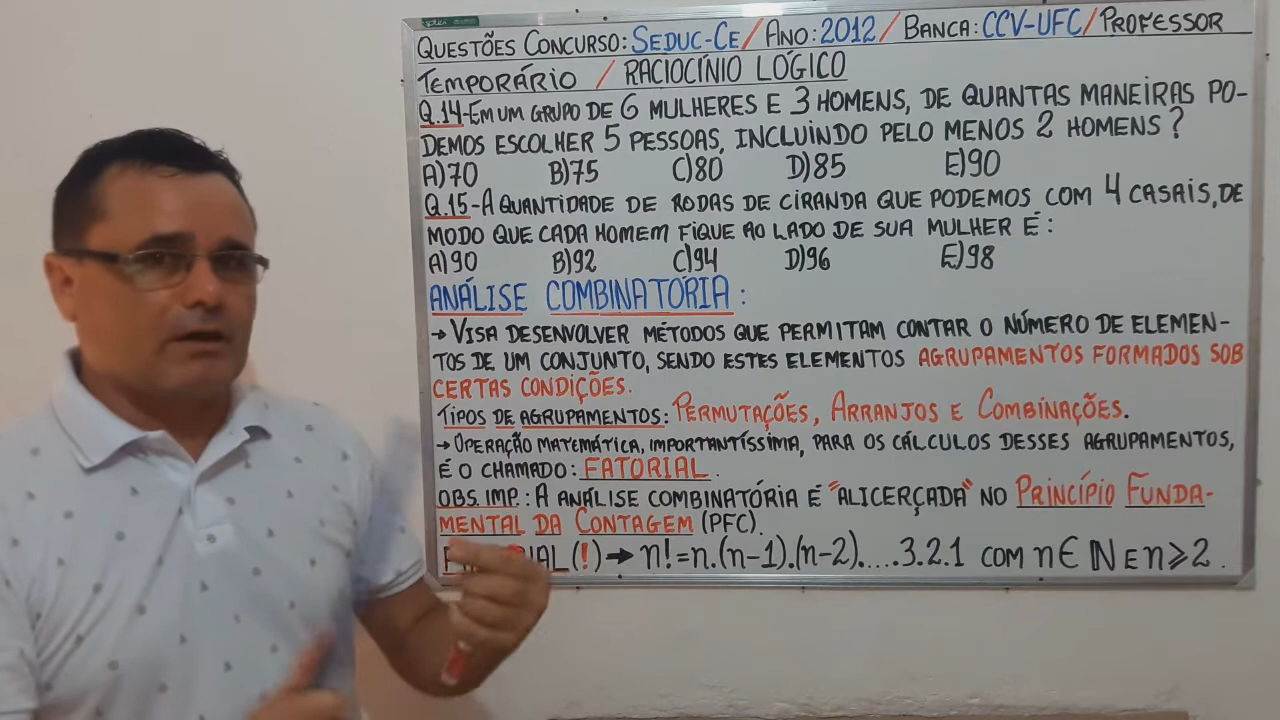 QUESTÕES CONCURSO: SEDUC-CE / ANO: 2012 / BANCA: CCV-UFC / PROFESSOR
TEMPORÁRIO / RACIOCÍNIO LÓGICO
Q.14-EM UM GRUPO DE 6 MULHERES E 3 HOMENS, DE QUANTAS MANEIRAS PO-
DEMOS ESCOLHER 5 PESSOAS, INCLUINDO PELO MENOS 2 HOMENS?
A)70 B)75 C)80 D)85 E)90
Q.15-A QUANTIDADE DE RODAS DE CIRANDA QUE PODEMOS COM 4 CASAIS, DE
MODO QUE CADA HOMEM FIQUE AO LADO DE SUA MULHER É:
A)90 B)92 C)94 D)96 E)98
ANÁLISE COMBINATÓRIA:
→ VISA DESENVOLVER MÉTODOS QUE PERMITAM CONTAR O NÚMERO DE ELEMEN-
TOS DE UM CONJUNTO, SENDO ESTES ELEMENTOS AGRUPAMENTOS FORMADOS SOB
CERTAS CONDIÇÕES.
TIPOS DE AGRUPAMENTOS: PERMUTAÇÕES, ARRANJOS E COMBINAÇÕES.
→ OPERAÇÃO MATEMÁTICA, IMPORTANTÍSSIMA, PARA OS CÁLCULOS DESSES AGRUPAMENTOS,
É O CHAMADO: FATORIAL.
OBS. IMP.: A ANÁLISE COMBINATÓRIA É "ALICERÇADA" NO PRINCÍPIO FUNDA-
MENTAL DA CONTAGEM (PFC).
(!) → n! = n.(n-1).(n-2)....3.2.1 COM n ∈ ℕ E n ⩾ 2.